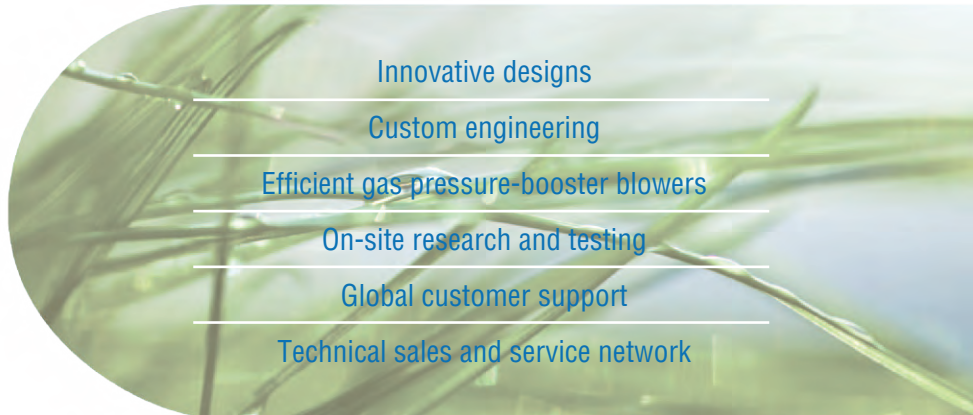 Innovative designs
Custom engineering
Efficient gas pressure-booster blowers
On-site research and testing
Global customer support
Technical sales and service network